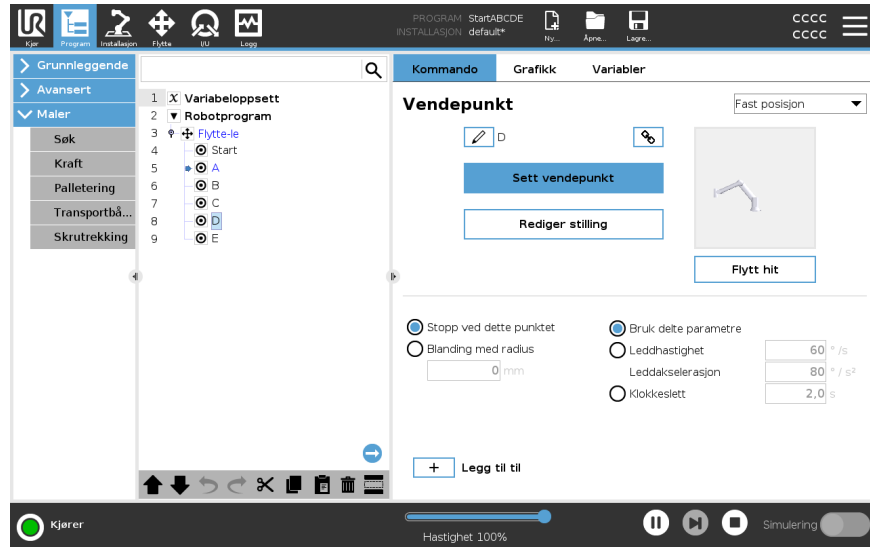 UR
PROGRAM StartABCDE
INSTALLASJON default*
Kjør Program Installasjon Flytte I/U Logg
Ny... Åpne... Lagre...
CCCC
CCCC
Grunnleggende
Avansert
Maler
Søk
Kraft
Palletering
Transportbå...
Skrutrekking
1 X Variabeloppsett
2 Robotprogram
3 Flytte-le
4 Start
5 A
6 B
7 C
8 D
9 E
Kommando Grafikk Variabler
Vendepunkt
Fast posisjon
D
Sett vendepunkt
Rediger stilling
Flytt hit
Stopp ved dette punktet
Blanding med radius
0 mm
Bruk delte parametre
Leddhastighet 60 °/s
Leddakselerasjon 80 °/s²
Klokkeslett 2,0 s
+ Legg til til
Kjører
Hastighet 100%
Simulering